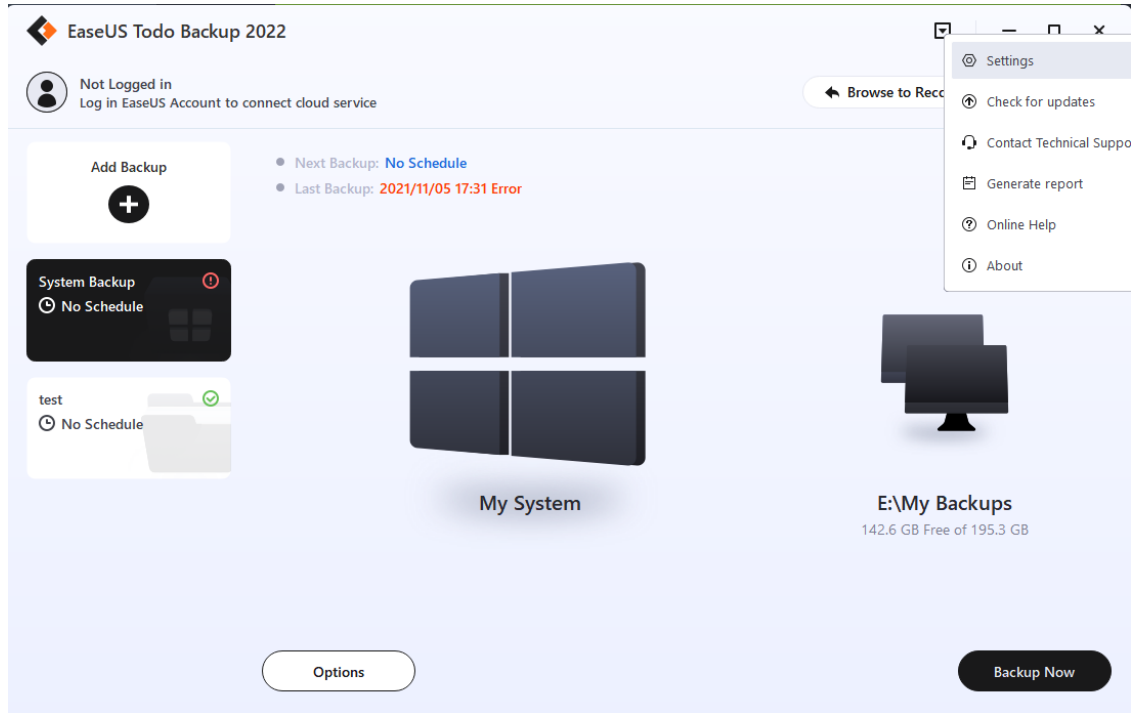 EaseUS Todo Backup 2022
Not Logged in
Log in EaseUS Account to connect cloud service
Browse to Reco
Settings
Check for updates
Contact Technical Suppo
Generate report
Online Help
About
Add Backup
Next Backup: No Schedule
Last Backup: 2021/11/05 17:31 Error
System Backup
No Schedule
test
No Schedule
My System
E:\My Backups
142.6 GB Free of 195.3 GB
Options
Backup Now